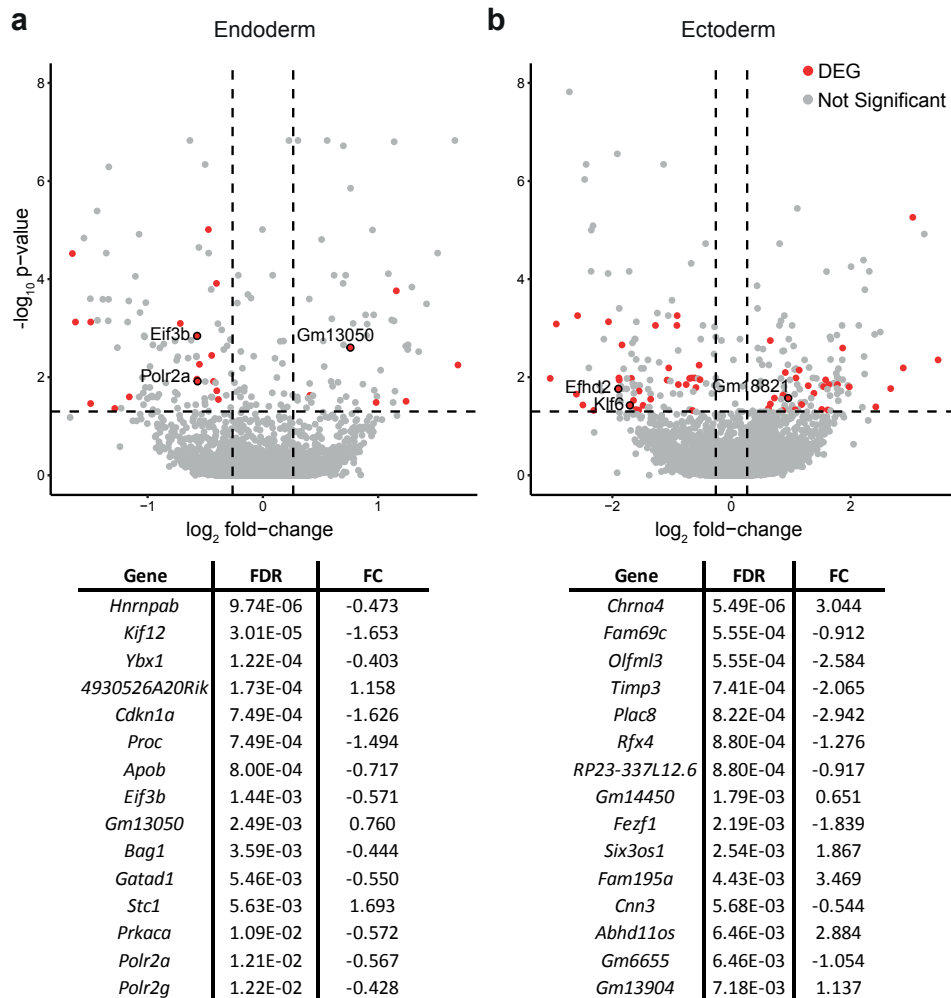 a
Endoderm
8
6
4
2
0
-log10 p-value
Eif3b
Polr2a
Gm13050
−1
0
1
log2 fold−change
Gene FDR FC
Hnrnpab 9.74E-06 -0.473
Kif12 3.01E-05 -1.653
Ybx1 1.22E-04 -0.403
4930526A20Rik 1.73E-04 1.158
Cdkn1a 7.49E-04 -1.626
Proc 7.49E-04 -1.494
Apob 8.00E-04 -0.717
Eif3b 1.44E-03 -0.571
Gm13050 2.49E-03 0.760
Bag1 3.59E-03 -0.444
Gatad1 5.46E-03 -0.550
Stc1 5.63E-03 1.693
Prkaca 1.09E-02 -0.572
Polr2a 1.21E-02 -0.567
Polr2g 1.22E-02 -0.428
b
Ectoderm
DEG
Not Significant
8
6
4
2
0
Efhd2
Klf6
Gm18821
−2
0
2
log2 fold−change
Gene FDR FC
Chrna4 5.49E-06 3.044
Fam69c 5.55E-04 -0.912
Olfml3 5.55E-04 -2.584
Timp3 7.41E-04 -2.065
Plac8 8.22E-04 -2.942
Rfx4 8.80E-04 -1.276
RP23-337L12.6 8.80E-04 -0.917
Gm14450 1.79E-03 0.651
Fezf1 2.19E-03 -1.839
Six3os1 2.54E-03 1.867
Fam195a 4.43E-03 3.469
Cnn3 5.68E-03 -0.544
Abhd11os 6.46E-03 2.884
Gm6655 6.46E-03 -1.054
Gm13904 7.18E-03 1.137